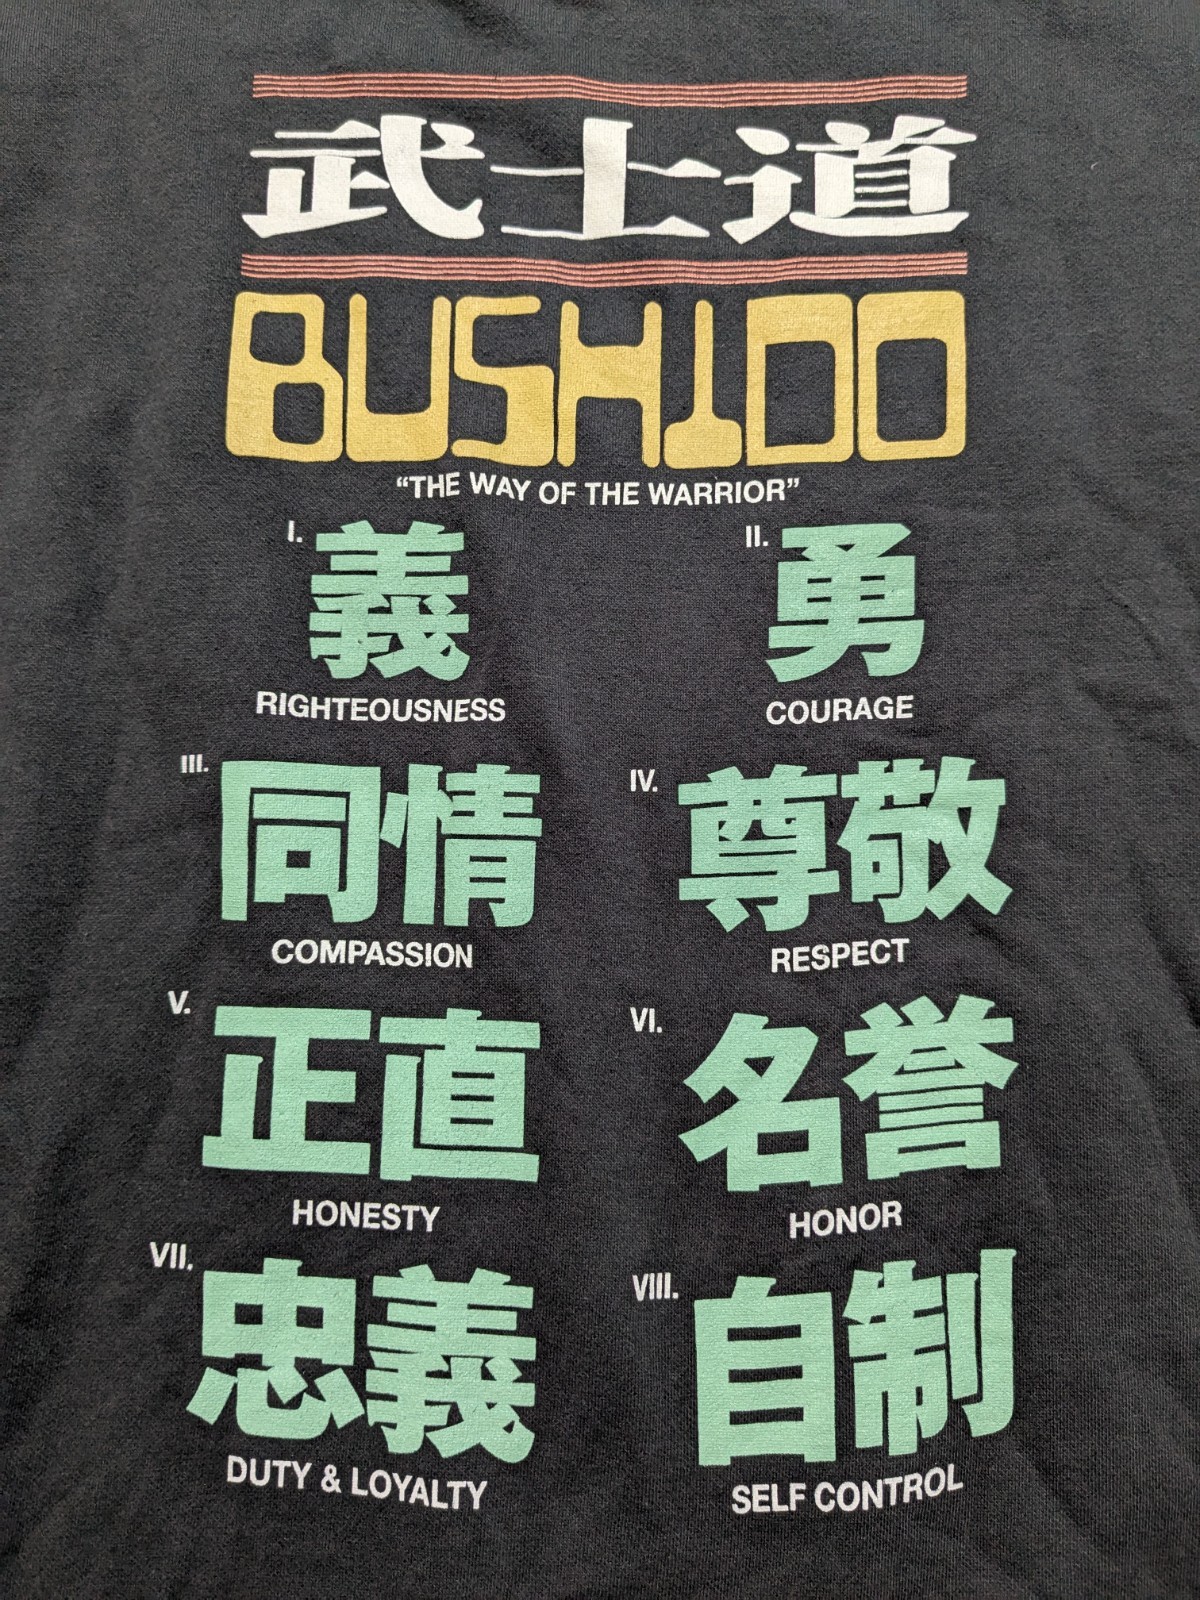 武士道
BUSHIDO
“THE WAY OF THE WARRIOR”
I. 義
RIGHTEOUSNESS
II. 勇
COURAGE
III. 同情
COMPASSION
IV. 尊敬
RESPECT
V. 正直
HONESTY
VI. 名誉
HONOR
VII. 忠義
DUTY & LOYALTY
VIII. 自制
SELF CONTROL